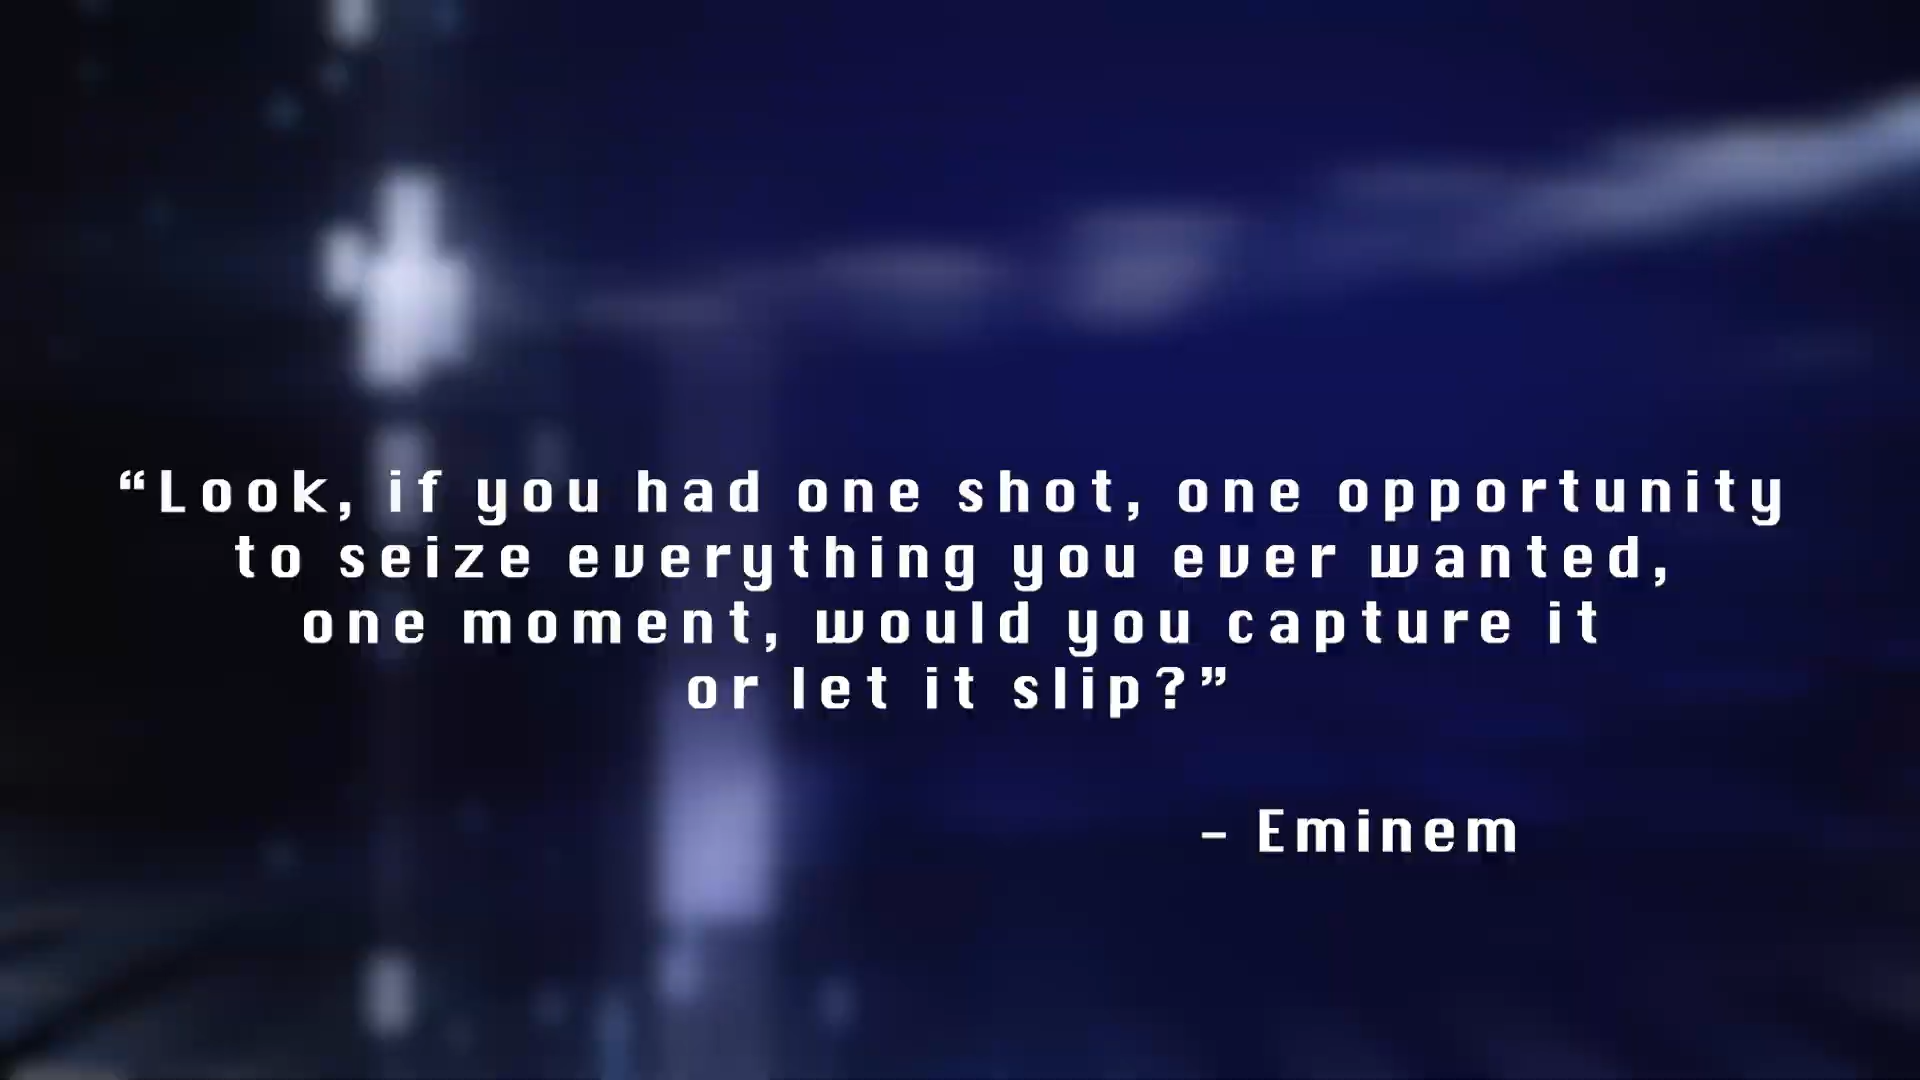 “Look, if you had one shot, one opportunity
to seize everything you ever wanted,
one moment, would you capture it
or let it slip?”
– Eminem